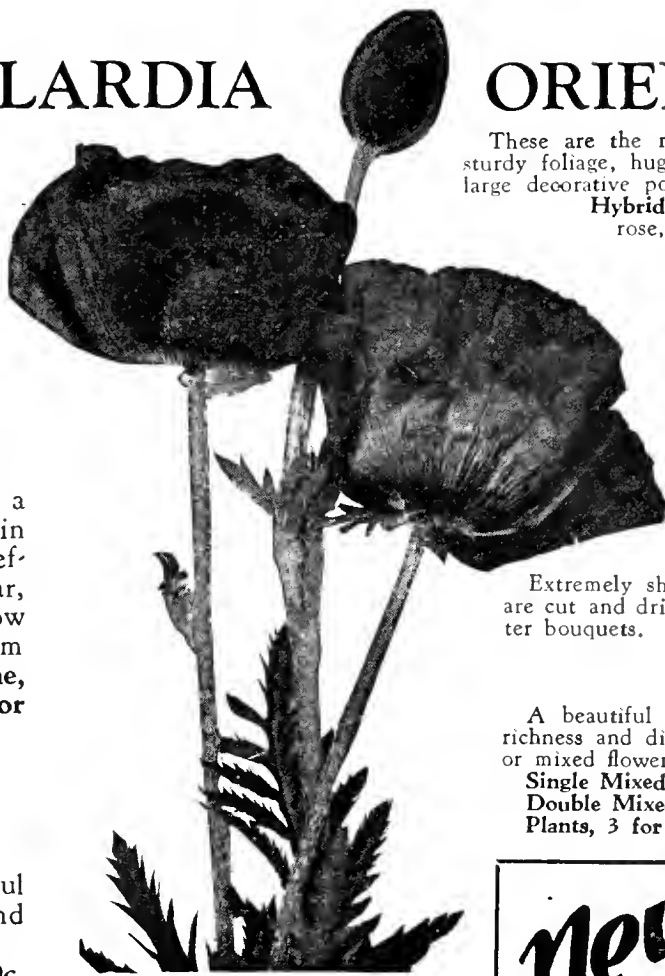 LARDIA
a
in
ef-
ar,
ow
m
ne,
or
ul
nd
ORIE
These are the
sturdy foliage, hug
large decorative po
Hybrid
rose,
Extremely sh
are cut and dri
ter bouquets.
A beautiful
richness and di
or mixed flower
Single Mixed
Double Mixe
Plants, 3 for
new